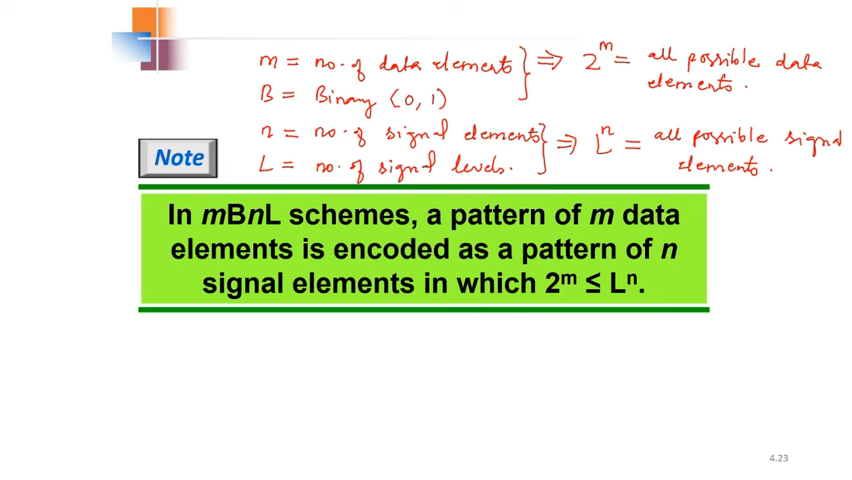 m = no. of data elements } ⇒ 2^m = all possible data
B = Binary (0, 1) elements.
n = no. of signal elements } ⇒ L^n = all possible signal
L = no. of signal levels. elements.
Note
In mBnL schemes, a pattern of m data
elements is encoded as a pattern of n
signal elements in which 2^m ≤ L^n.
4.23